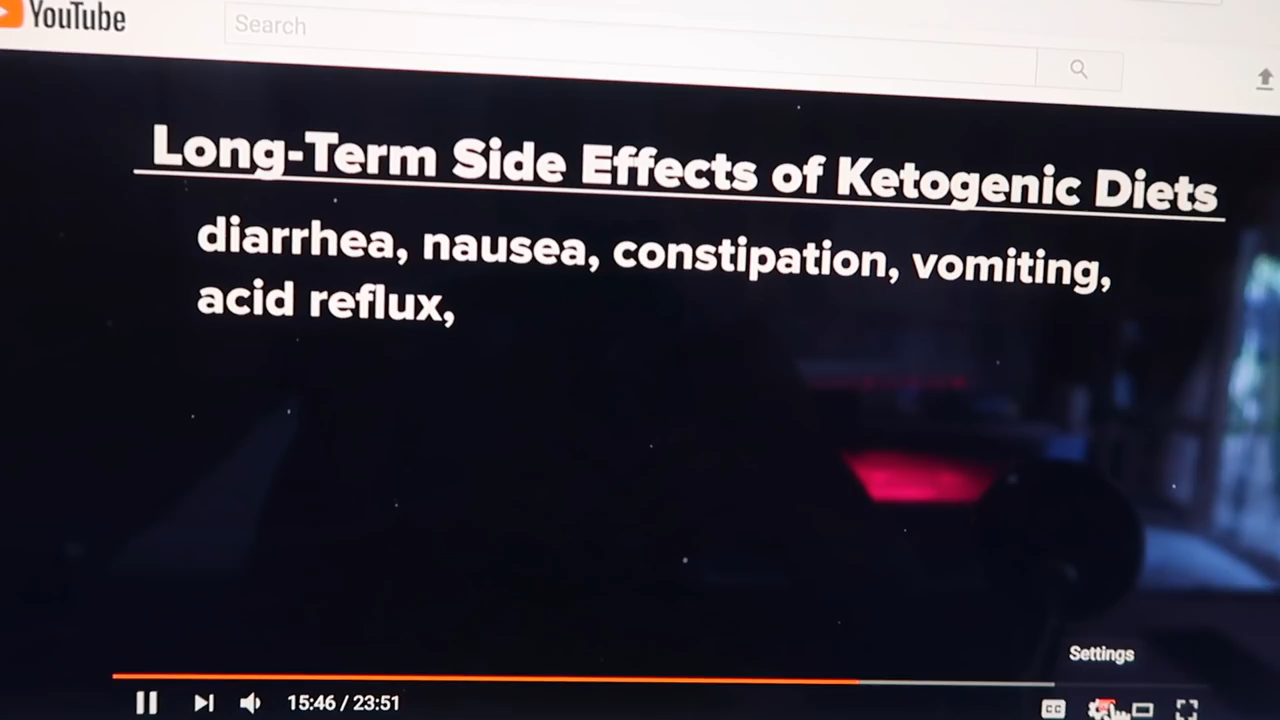 YouTube
Search
Long-Term Side Effects of Ketogenic Diets
diarrhea, nausea, constipation, vomiting,
acid reflux,
Settings
15:46 / 23:51
CC